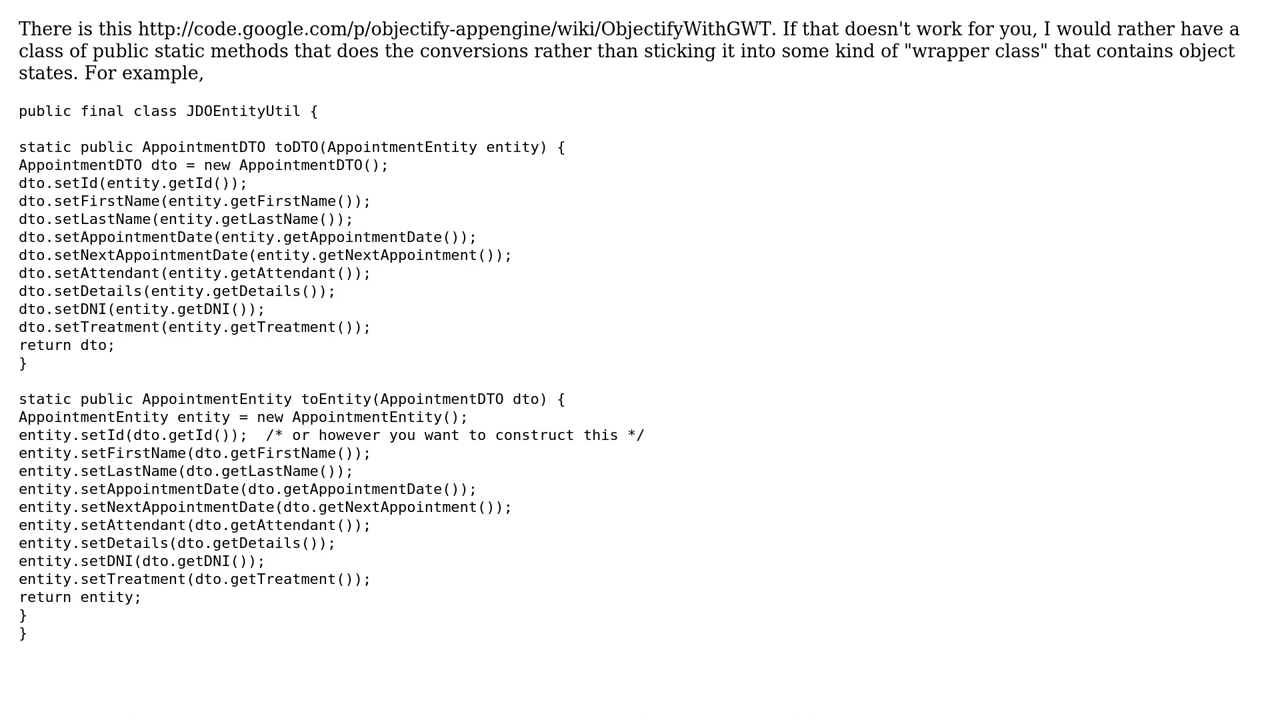 There is this http://code.google.com/p/objectify-appengine/wiki/ObjectifyWithGWT. If that doesn't work for you, I would rather have a
class of public static methods that does the conversions rather than sticking it into some kind of "wrapper class" that contains object
states. For example,
public final class JDOEntityUtil {
static public AppointmentDTO toDTO(AppointmentEntity entity) {
AppointmentDTO dto = new AppointmentDTO();
dto.setId(entity.getId());
dto.setFirstName(entity.getFirstName());
dto.setLastName(entity.getLastName());
dto.setAppointmentDate(entity.getAppointmentDate());
dto.setNextAppointmentDate(entity.getNextAppointment());
dto.setAttendant(entity.getAttendant());
dto.setDetails(entity.getDetails());
dto.setDNI(entity.getDNI());
dto.setTreatment(entity.getTreatment());
return dto;
}
static public AppointmentEntity toEntity(AppointmentDTO dto) {
AppointmentEntity entity = new AppointmentEntity();
entity.setId(dto.getId());  /* or however you want to construct this */
entity.setFirstName(dto.getFirstName());
entity.setLastName(dto.getLastName());
entity.setAppointmentDate(dto.getAppointmentDate());
entity.setNextAppointmentDate(dto.getNextAppointment());
entity.setAttendant(dto.getAttendant());
entity.setDetails(dto.getDetails());
entity.setDNI(dto.getDNI());
entity.setTreatment(dto.getTreatment());
return entity;
}
}